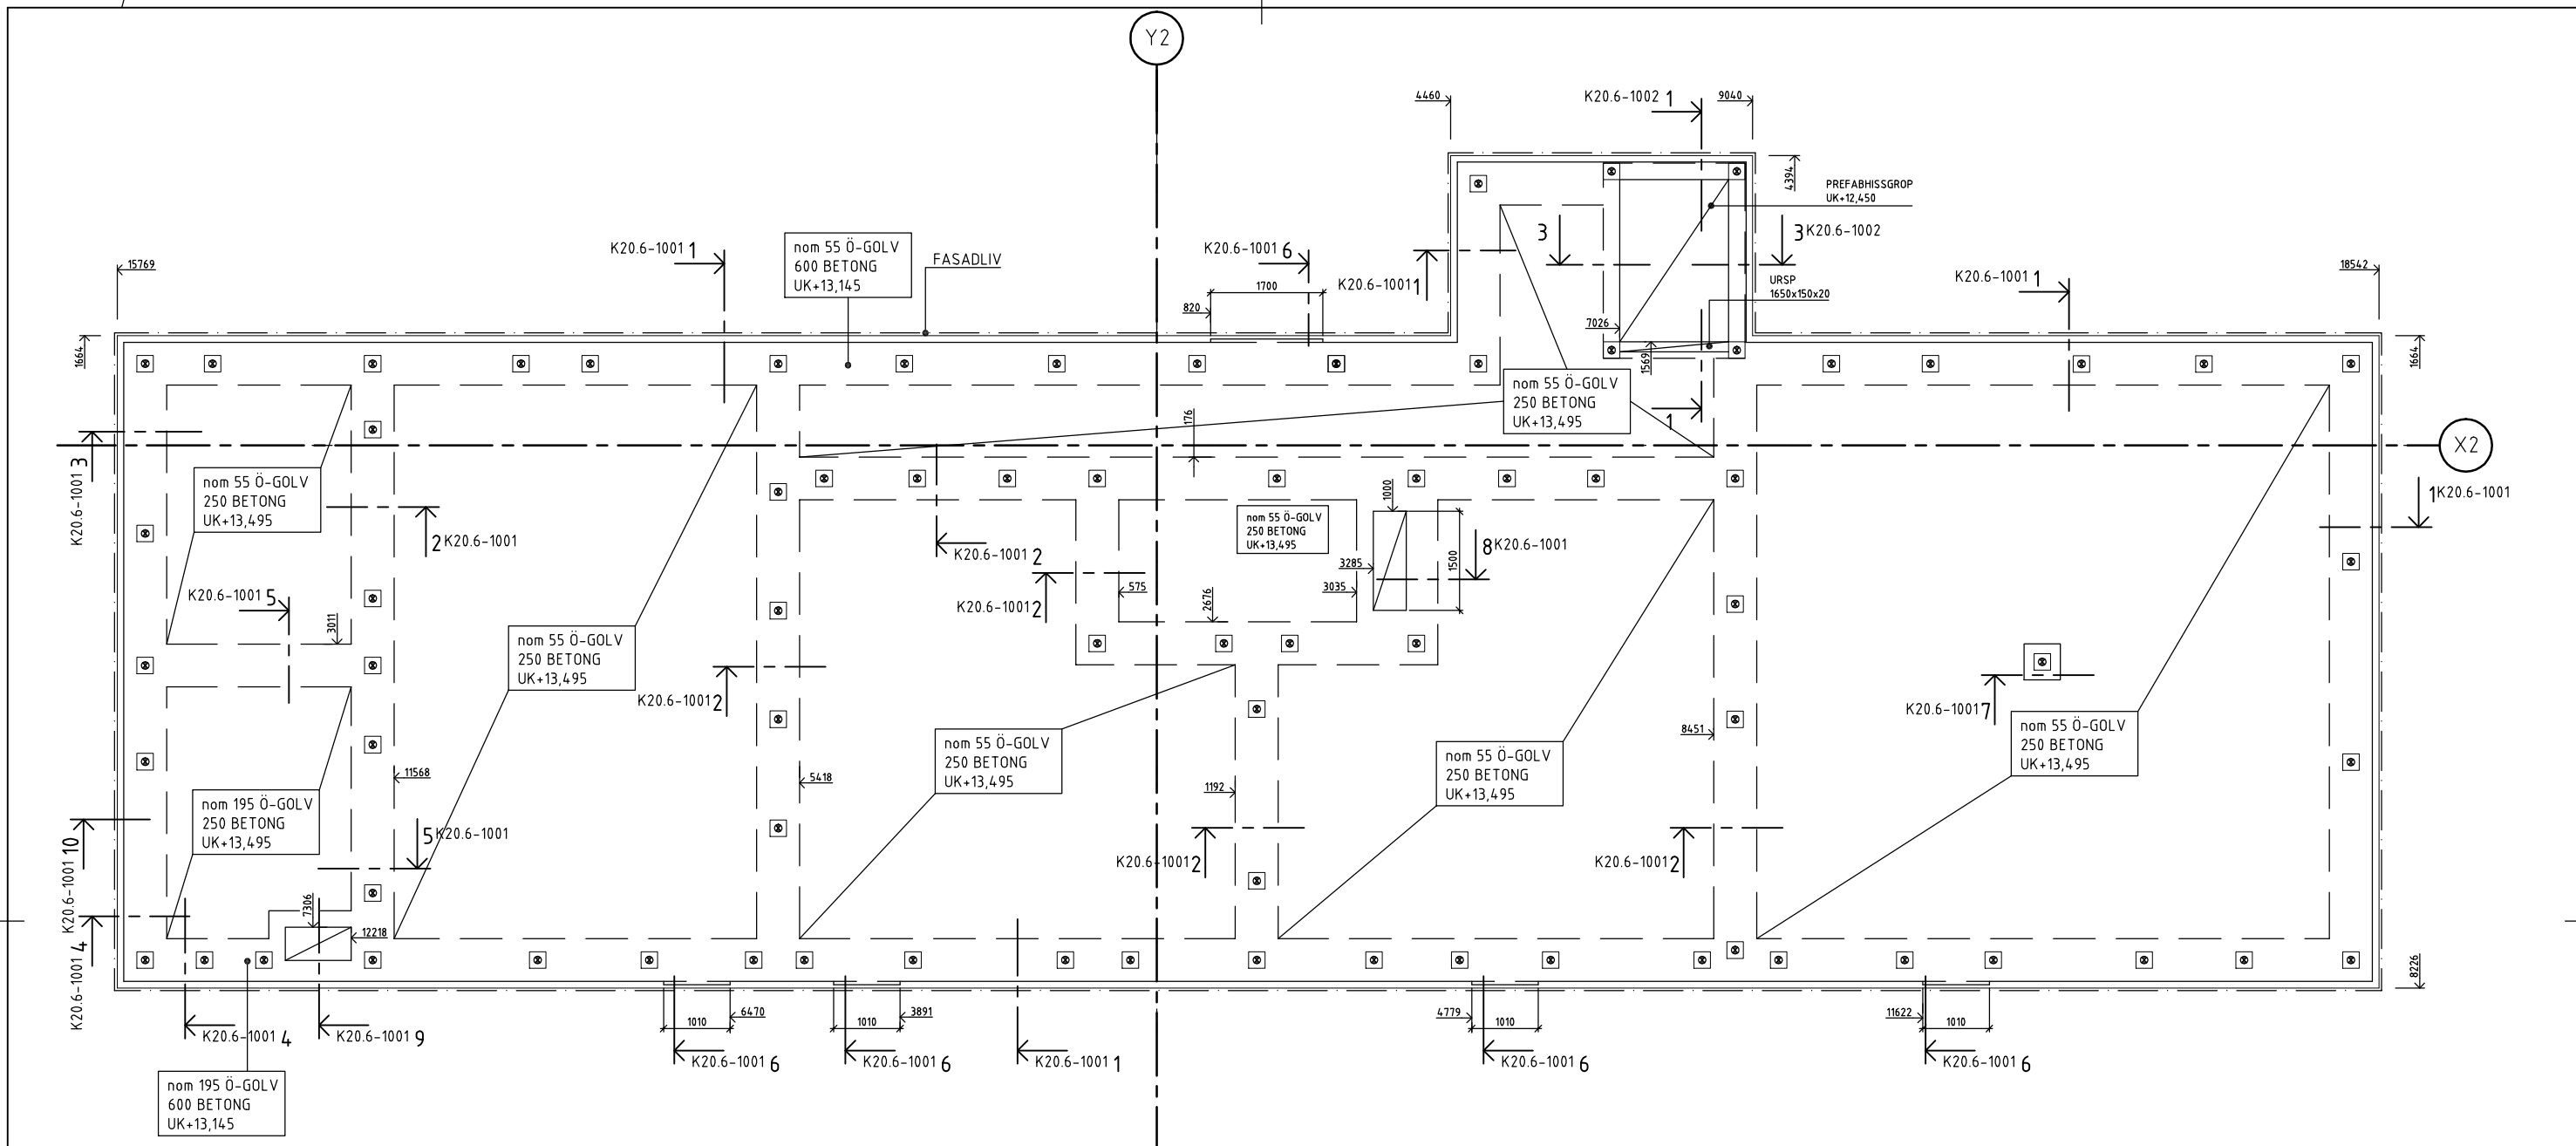 Y2
4460
K20.6-1002 1
9040
4394
PREFABHISSGROP
UK+12,450
K20.6-1001 1
nom 55 Ö-GOLV
600 BETONG
UK+13,145
FASADLIV
K20.6-1001 6
K20.6-1001 1
3
3 K20.6-1002
15769
1700
820
URSP
1650x150x20
K20.6-1001 1
18542
7026
1664
1569
1664
nom 55 Ö-GOLV
250 BETONG
UK+13,495
1
176
X2
K20.6-1001 3
nom 55 Ö-GOLV
250 BETONG
UK+13,495
2 K20.6-1001
K20.6-1001 2
K20.6-1001 2
575
2676
nom 55 Ö-GOLV
250 BETONG
UK+13,495
1000
3285
3035
1500
8 K20.6-1001
1 K20.6-1001
K20.6-1001 5
3011
nom 55 Ö-GOLV
250 BETONG
UK+13,495
K20.6-1001 2
nom 55 Ö-GOLV
250 BETONG
UK+13,495
nom 55 Ö-GOLV
250 BETONG
UK+13,495
8451
K20.6-1001 7
nom 55 Ö-GOLV
250 BETONG
UK+13,495
11568
5418
1192
nom 195 Ö-GOLV
250 BETONG
UK+13,495
5 K20.6-1001
K20.6-1001 2
K20.6-1001 2
K20.6-1001 10
K20.6-1001 4
7306
12218
8226
K20.6-1001 4
K20.6-1001 9
1010
6470
1010
3891
4779
1010
11622
1010
K20.6-1001 6
K20.6-1001 6
K20.6-1001 1
K20.6-1001 6
K20.6-1001 6
nom 195 Ö-GOLV
600 BETONG
UK+13,145